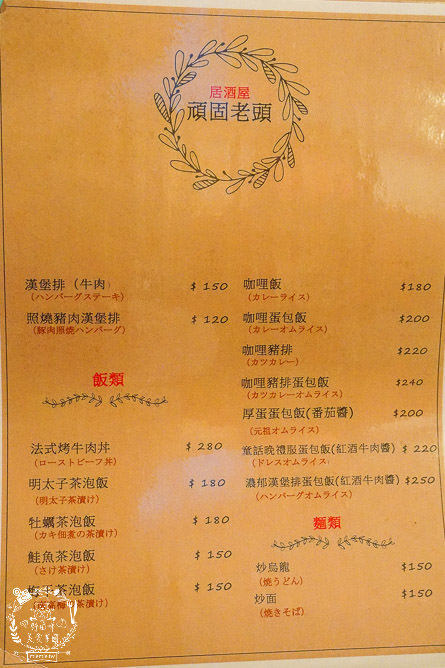 居酒屋
頑固老頭
漢堡排（牛肉）
$ 150
（ハンバーグステーキ）
照燒豬肉漢堡排
$ 120
（豚肉照焼ハンバーグ）
飯類
法式烤牛肉丼
$ 280
（ローストビーフ丼）
明太子茶泡飯
$ 180
（明太子茶漬け）
牡蠣茶泡飯
$ 180
（カキ佃煮の茶漬け）
鮭魚茶泡飯
$ 150
（さけ茶漬け）
茶泡飯
$ 150
茶漬け）
咖哩飯
$180
（カレーライス）
咖哩蛋包飯
$200
（カレーオムライス）
咖哩豬排
$220
（カツカレー）
咖哩豬排蛋包飯
$240
（カツカレーオムライス）
厚蛋蛋包飯(番茄醬)
$200
（元祖オムライス）
童話晚禮服蛋包飯(紅酒牛肉醬)
$ 220
（ドレスオムライス）
濃郁漢堡排蛋包飯(紅酒牛肉醬)
$250
（ハンバーグオムライス）
麵類
炒烏龍
$150
（焼うどん）
炒面
$150
（焼きそば）